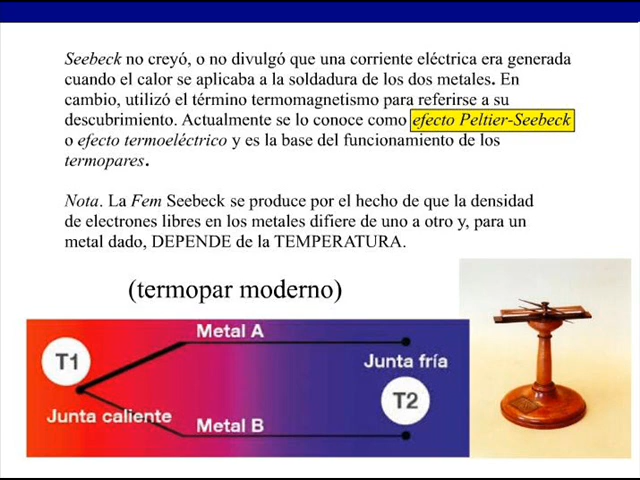 Seebeck no creyó, o no divulgó que una corriente eléctrica era generada
cuando el calor se aplicaba a la soldadura de los dos metales. En
cambio, utilizó el término termomagnetismo para referirse a su
descubrimiento. Actualmente se lo conoce como efecto Peltier-Seebeck
o efecto termoeléctrico y es la base del funcionamiento de los
termopares.
Nota. La Fem Seebeck se produce por el hecho de que la densidad
de electrones libres en los metales difiere de uno a otro y, para un
metal dado, DEPENDE de la TEMPERATURA.
(termopar moderno)
Metal A
T1
Junta fría
T2
Junta caliente
Metal B